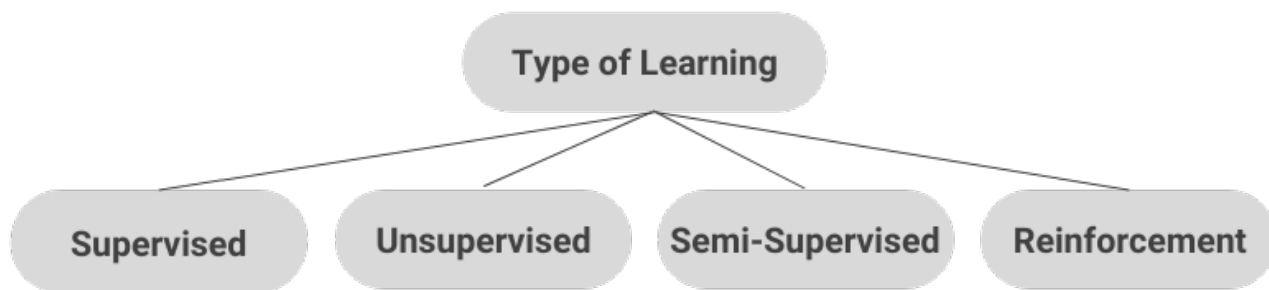 Type of Learning
Supervised
Unsupervised
Semi-Supervised
Reinforcement